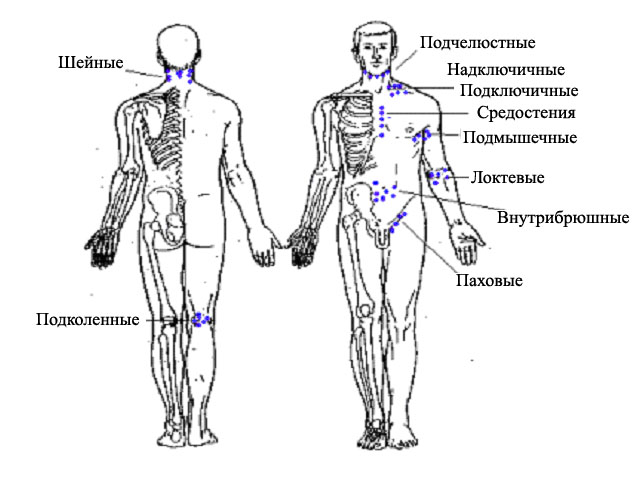 Шейные
Подчелюстные
Надключичные
Подключичные
Средостения
Подмышечные
Локтевые
Внутрибрюшные
Паховые
Подколенные